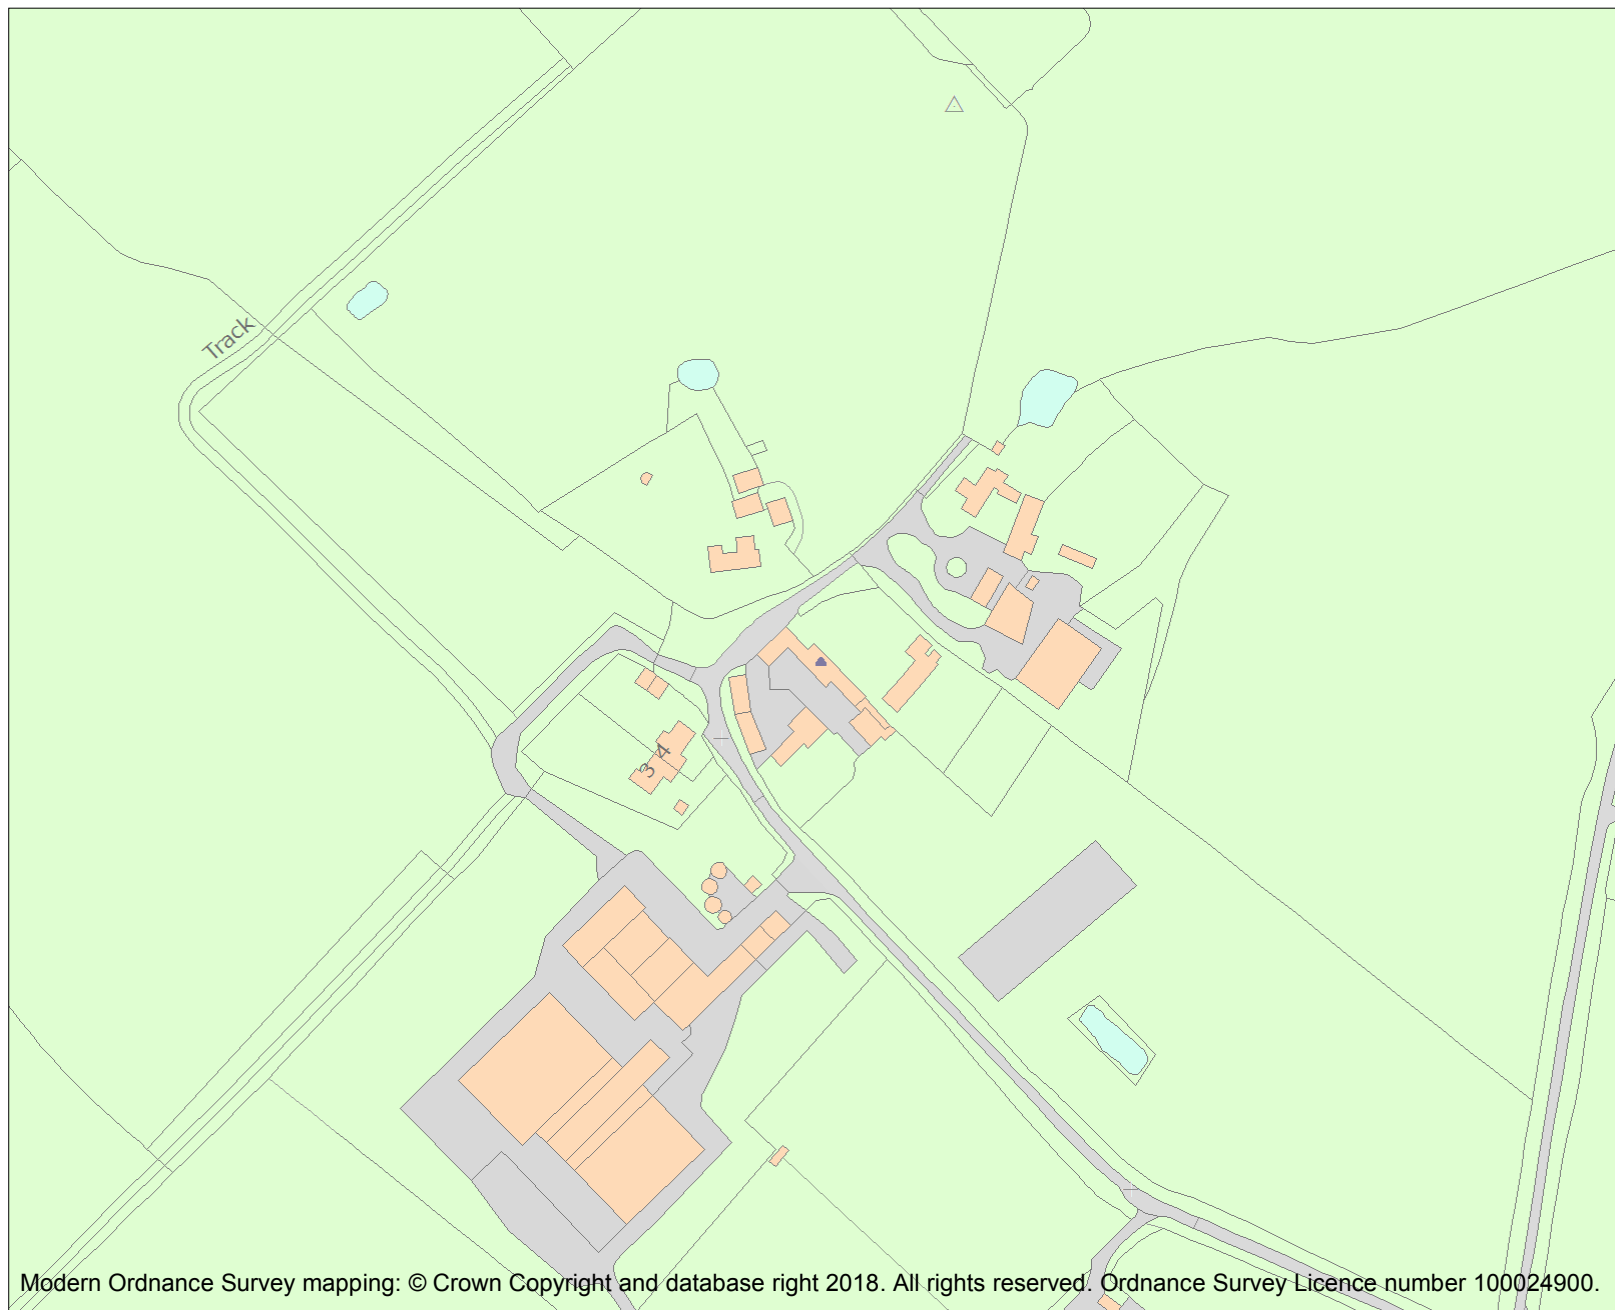 Track
3 4
Modern Ordnance Survey mapping: © Crown Copyright and database right 2018. All rights reserved. Ordnance Survey Licence number 100024900.